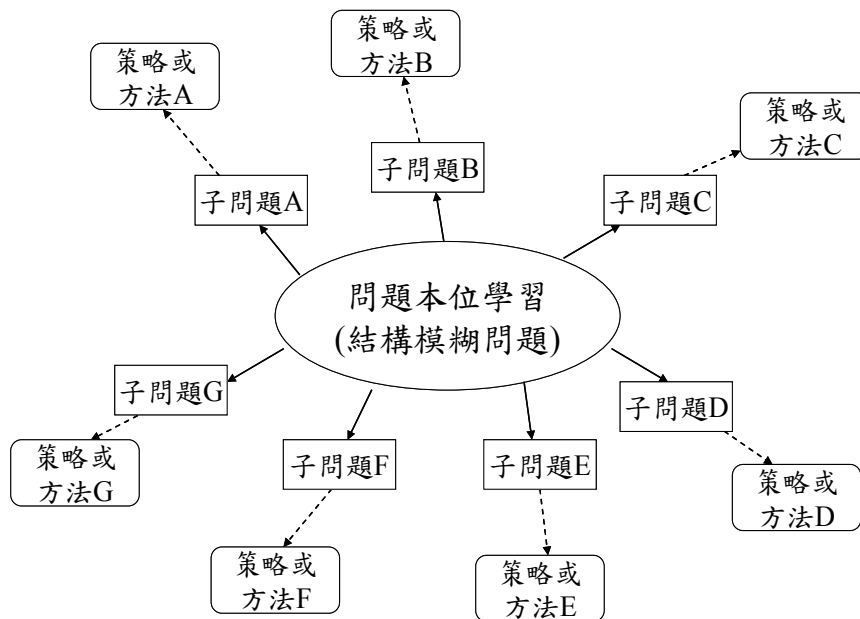 策略或
方法A
策略或
方法B
策略或
方法C
子問題A
子問題B
子問題C
問題本位學習
(結構模糊問題)
子問題G
子問題D
策略或
方法G
子問題F
子問題E
策略或
方法D
策略或
方法F
策略或
方法E